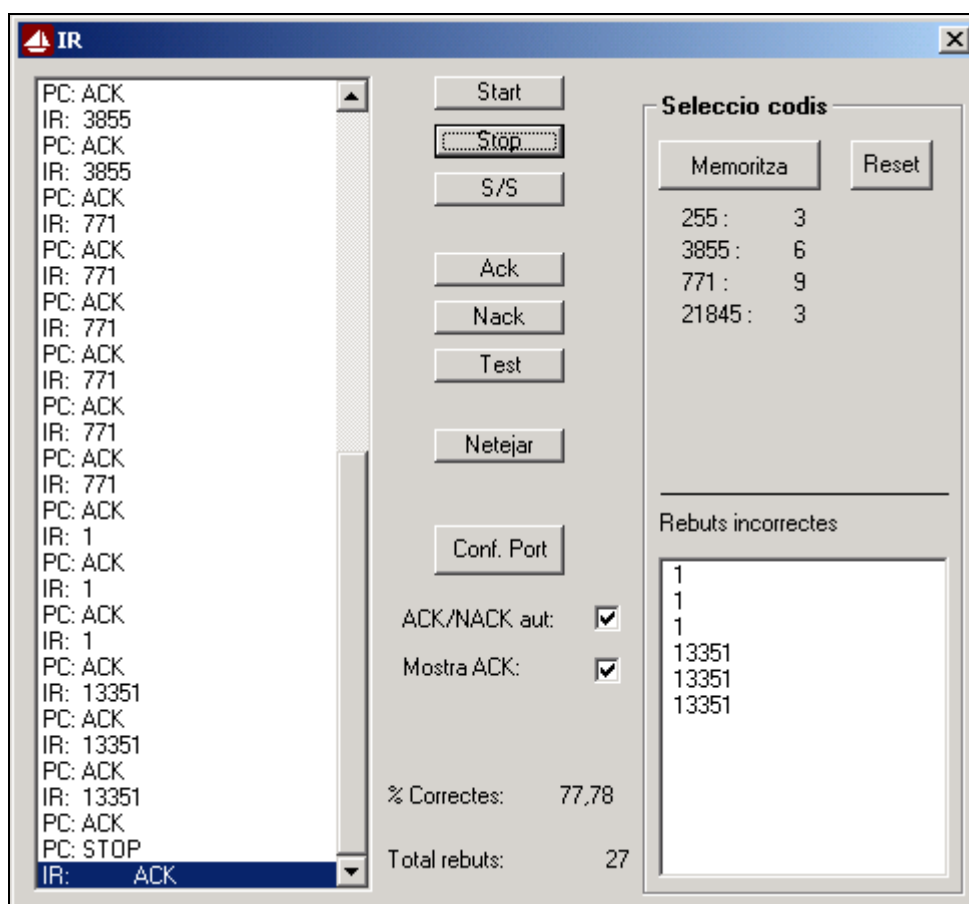 IR
PC: ACK
IR: 3855
PC: ACK
IR: 3855
PC: ACK
IR: 771
PC: ACK
IR: 771
PC: ACK
IR: 771
PC: ACK
IR: 771
PC: ACK
IR: 771
PC: ACK
IR: 771
PC: ACK
IR: 1
PC: ACK
IR: 1
PC: ACK
IR: 1
PC: ACK
IR: 13351
PC: ACK
IR: 13351
PC: ACK
IR: 13351
PC: ACK
PC: STOP
IR: ACK
Start
Stop
S/S
Ack
Nack
Test
Netejar
Conf. Port
ACK/NACK aut:
Mostra ACK:
% Correctes: 77,78
Total rebuts: 27
Seleccio codis
Memoritza Reset
255 : 3
3855 : 6
771 : 9
21845 : 3
Rebuts incorrectes
1
1
1
13351
13351
13351